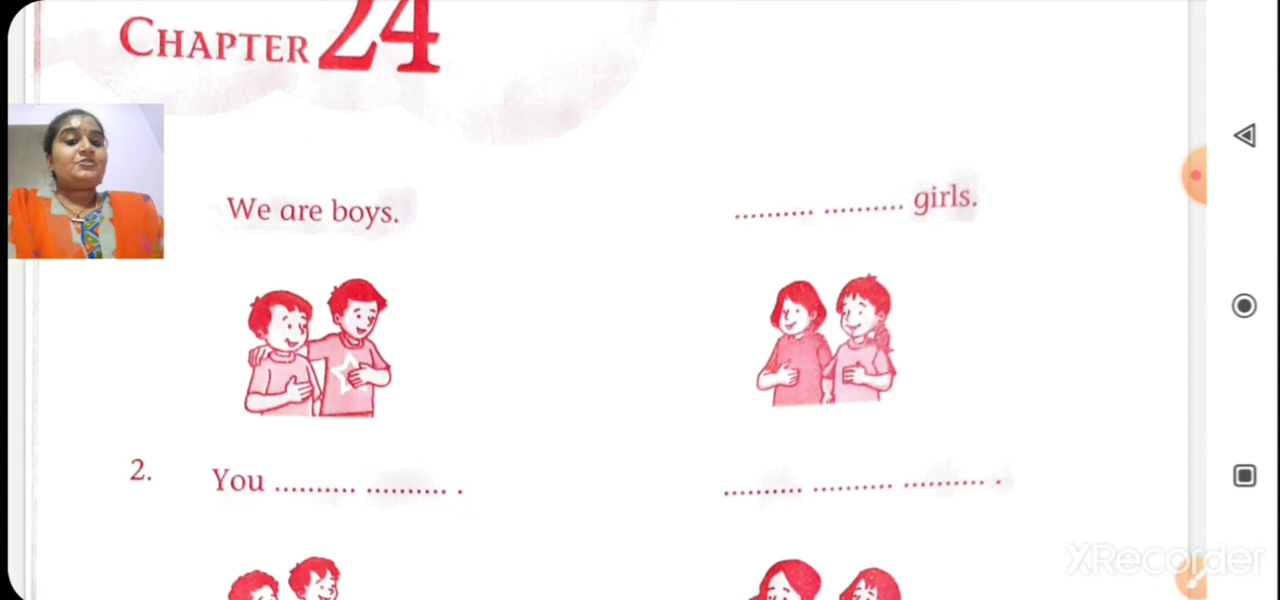 CHAPTER 24
We are boys.
.......... .......... girls.
2. You .......... .......... .
.......... .......... .......... .
XRecorder